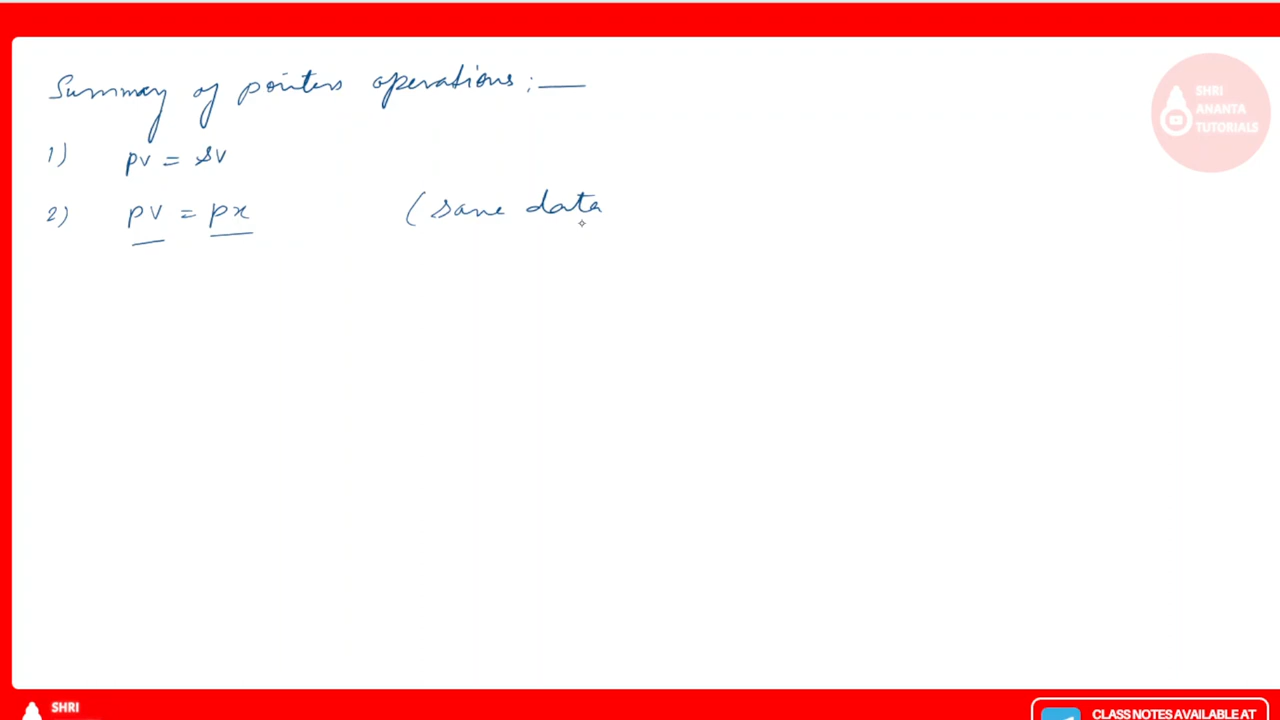 Summary of pointers operations :—
1) pv = &v
2) pv = px (same data
SHRI
ANANTA
TUTORIALS
SHRI
CLASS NOTES AVAILABLE AT